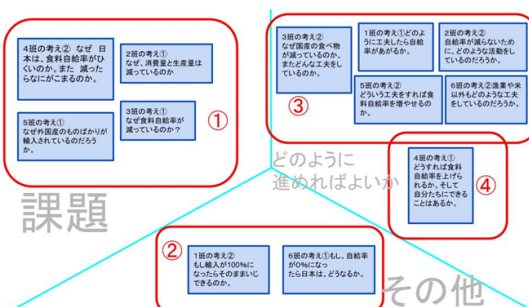 4班の考え② なぜ 日
本は、食料自給率がひ
くいのか。また 減った
らなにがこまるのか。
2班の考え①
なぜ、消費量と生産量は
減っているのか
5班の考え①
なぜ外国産のものばかりが
輸入されているのだろう
か。
3班の考え①
なぜ食料自給率が
減っているのか？
①
課題
3班の考え②
なぜ国産の食べ物
が減っているのか、
またどんな工夫をし
ているのか。
1班の考え①どのよ
うに工夫したら自給
率があがるか。
2班の考え②
自給率が減らないため
に、どのような活動をし
ているのだろうか。
5班の考え②
どういう工夫をすれば食
料自給率を増やせるの
か。
6班の考え②漁業や米
以外もどのような工夫
をしているのだろうか。
③
どのように
進めればよいか
4班の考え①
どうすれば食料
自給率を上げら
れるか。そして
自分たちにできる
ことはあるか。
④
②
1班の考え②
もし輸入が100%に
なったらそのままいじ
できるのか。
6班の考え①もし、自給率
が0%になっ
たら日本は、どうなるか。
その他